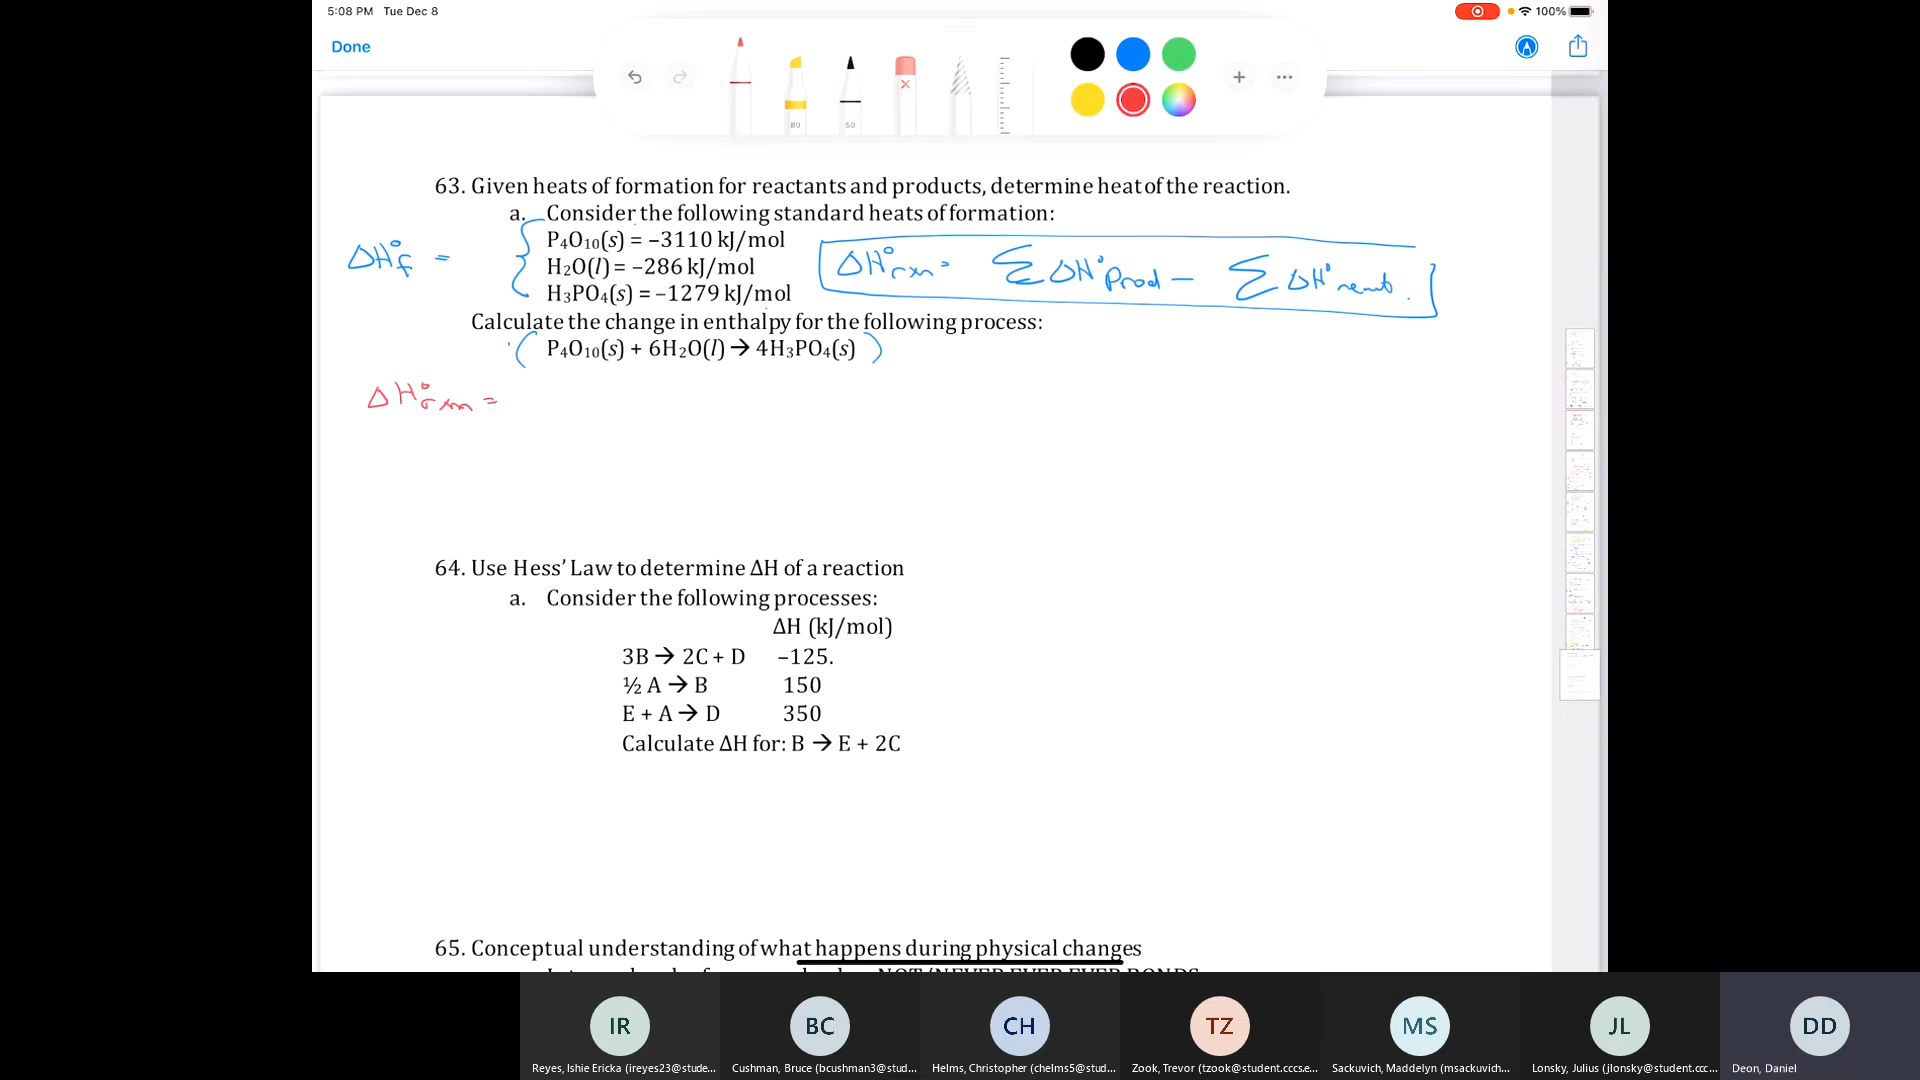 5:08 PM Tue Dec 8
100%
Done
80
50
63. Given heats of formation for reactants and products, determine heat of the reaction.
a. Consider the following standard heats of formation:
P₄O₁₀(s) = –3110 kJ/mol
ΔH°f =
H₂O(l) = –286 kJ/mol
ΔH°rxn = Σ ΔH°prod – Σ ΔH°react.
H₃PO₄(s) = –1279 kJ/mol
Calculate the change in enthalpy for the following process:
( P₄O₁₀(s) + 6H₂O(l) → 4H₃PO₄(s) )
ΔH°rxn =
64. Use Hess’ Law to determine ΔH of a reaction
a. Consider the following processes:
ΔH (kJ/mol)
3B → 2C + D –125.
½ A → B 150
E + A → D 350
Calculate ΔH for: B → E + 2C
65. Conceptual understanding of what happens during physical changes
IR BC CH TZ MS JL DD
Reyes, Ishie Ericka (ireyes23@stude...
Cushman, Bruce (bcushman3@stud...
Helms, Christopher (chelms5@stud...
Zook, Trevor (tzook@student.cccs.e...
Sackuvich, Maddelyn (msackuvich...
Lonsky, Julius (jlonsky@student.ccc...
Deon, Daniel